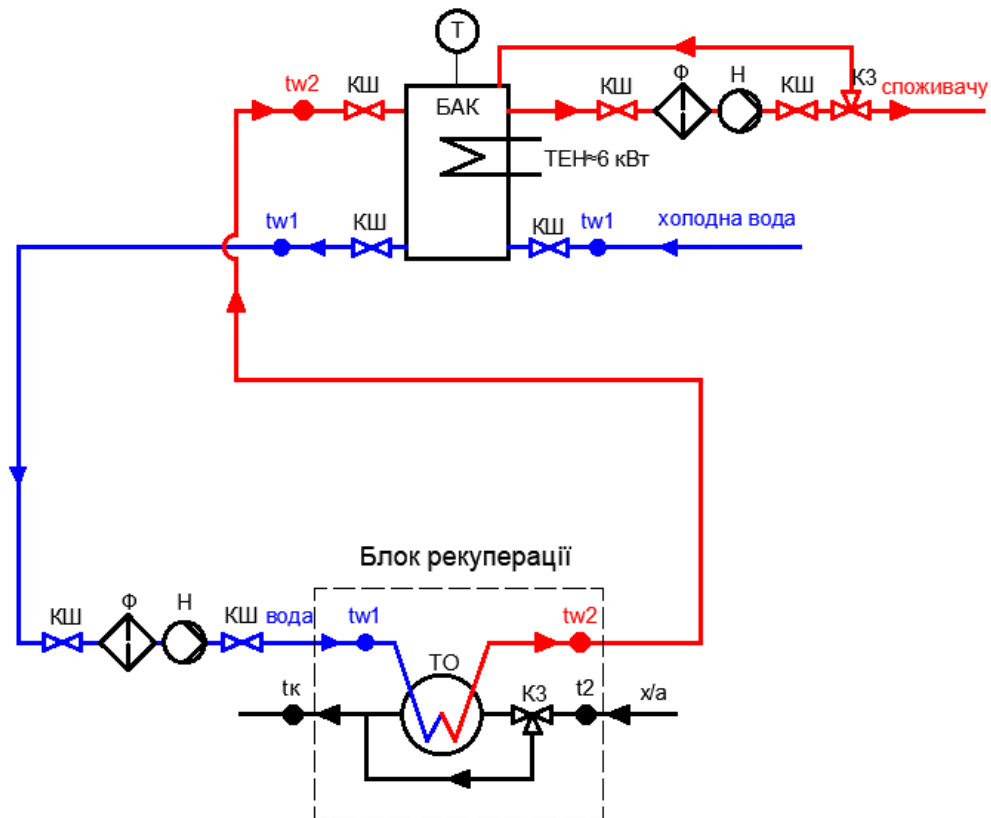 Т
tw2
КШ
БАК
КШ
Ф
Н
КШ
КЗ
споживачу
ТЕН≈6 кВт
tw1
КШ
КШ
tw1
холодна вода
Блок рекуперації
КШ
Ф
Н
КШ
вода
tw1
tw2
ТО
tк
КЗ
t2
х/а